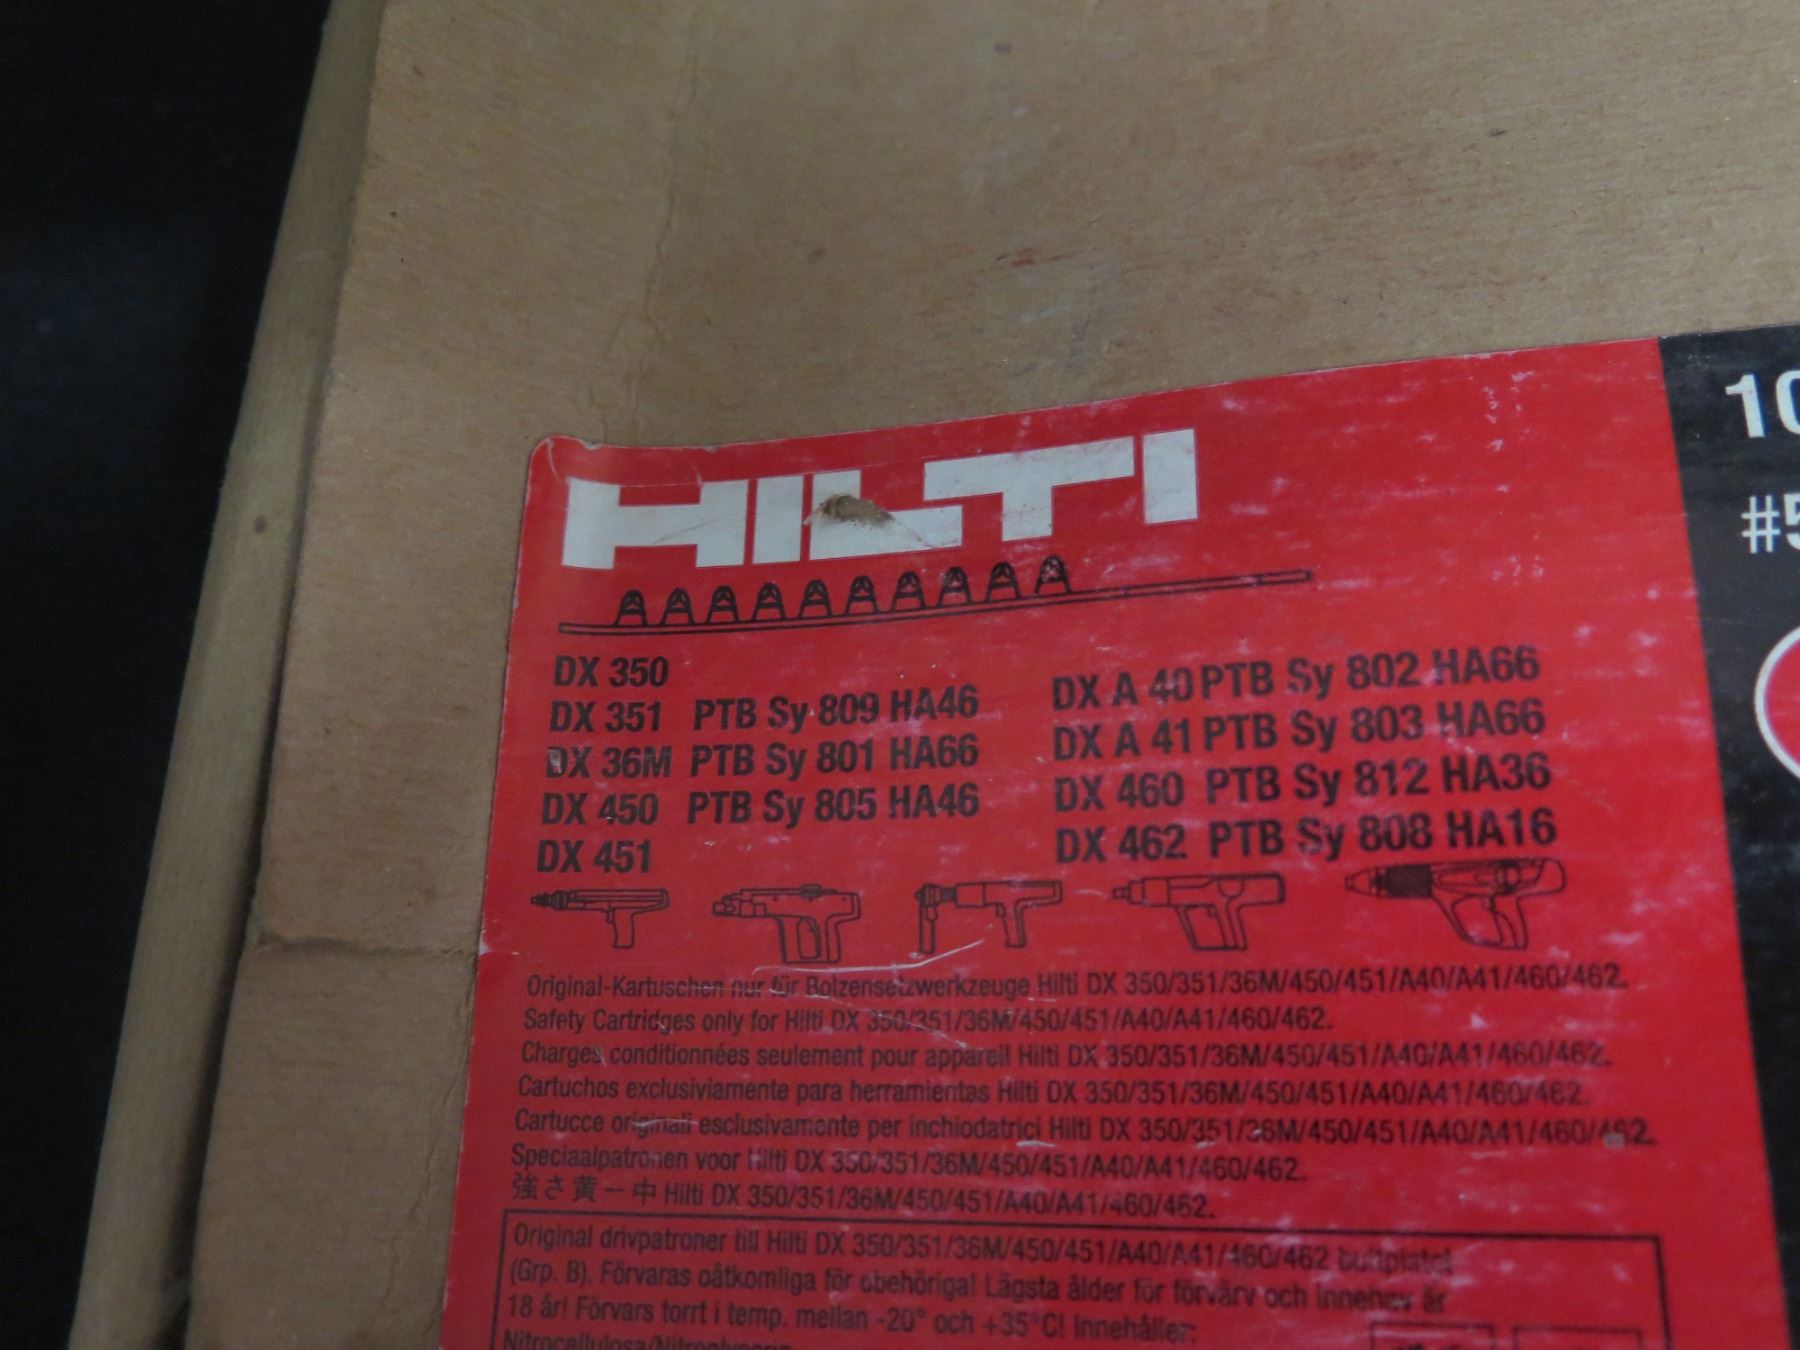 HILTI
10
#5
DX 350
DX 351 PTB Sy 809 HA46
DX 36M PTB Sy 801 HA66
DX 450 PTB Sy 805 HA46
DX 451
DX A 40 PTB Sy 802 HA66
DX A 41 PTB Sy 803 HA66
DX 460 PTB Sy 812 HA36
DX 462 PTB Sy 808 HA16
Original-Kartuschen nur für Bolzensetzwerkzeuge Hilti DX 350/351/36M/450/451/A40/A41/460/462.
Safety Cartridges only for Hilti DX 350/351/36M/450/451/A40/A41/460/462.
Charges conditionnées seulement pour appareil Hilti DX 350/351/36M/450/451/A40/A41/460/462.
Cartuchos exclusiviamente para herramientas Hilti DX 350/351/36M/450/451/A40/A41/460/462.
Cartucce originali esclusivamente per inchiodatrici Hilti DX 350/351/36M/450/451/A40/A41/460/462.
Speciaalpatronen voor Hilti DX 350/351/36M/450/451/A40/A41/460/462.
強さ黄一中 Hilti DX 350/351/36M/450/451/A40/A41/460/462.
Original drivpatroner till Hilti DX 350/351/36M/450/451/A40/A41/460/462 bultpistol
(Grp. B). Förvaras oåtkomliga för obehöriga! Lägsta ålder för förvärv och innehav är
18 år! Förvars torrt i temp. mellan -20° och +35°C! Innehåller:
Nitrocellulosa/Nitroglycerin